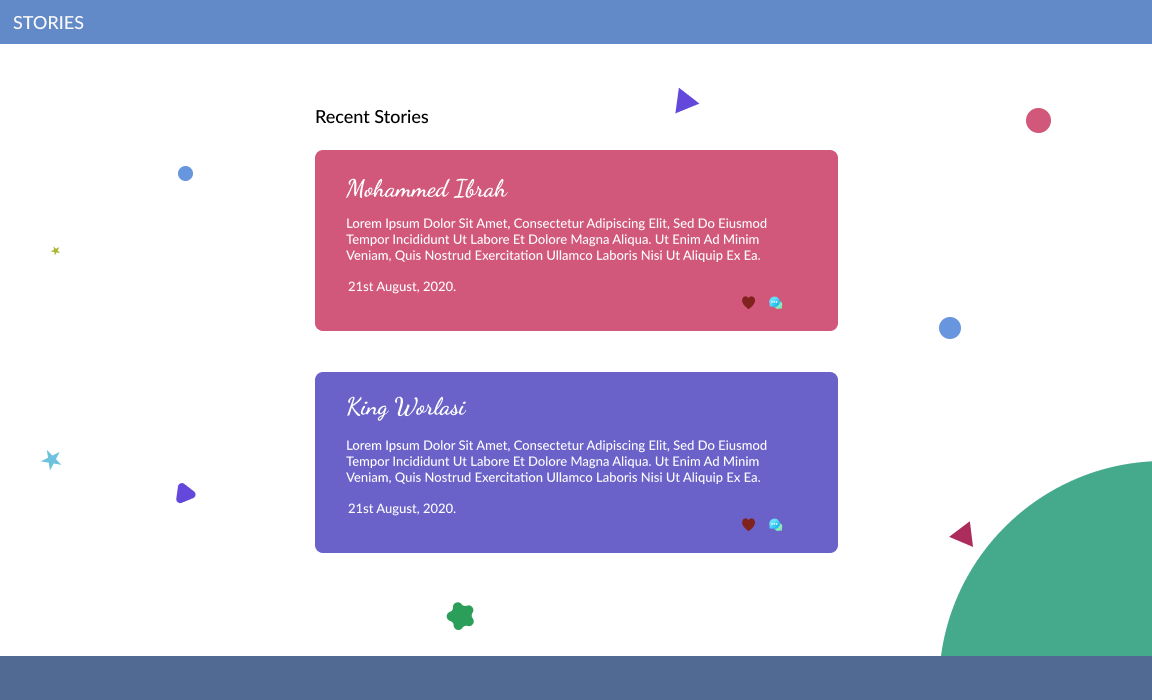 STORIES
Recent Stories
Mohammed Ibrah
Lorem Ipsum Dolor Sit Amet, Consectetur Adipiscing Elit, Sed Do Eiusmod
Tempor Incididunt Ut Labore Et Dolore Magna Aliqua. Ut Enim Ad Minim
Veniam, Quis Nostrud Exercitation Ullamco Laboris Nisi Ut Aliquip Ex Ea.
21st August, 2020.
King Worlasi
Lorem Ipsum Dolor Sit Amet, Consectetur Adipiscing Elit, Sed Do Eiusmod
Tempor Incididunt Ut Labore Et Dolore Magna Aliqua. Ut Enim Ad Minim
Veniam, Quis Nostrud Exercitation Ullamco Laboris Nisi Ut Aliquip Ex Ea.
21st August, 2020.